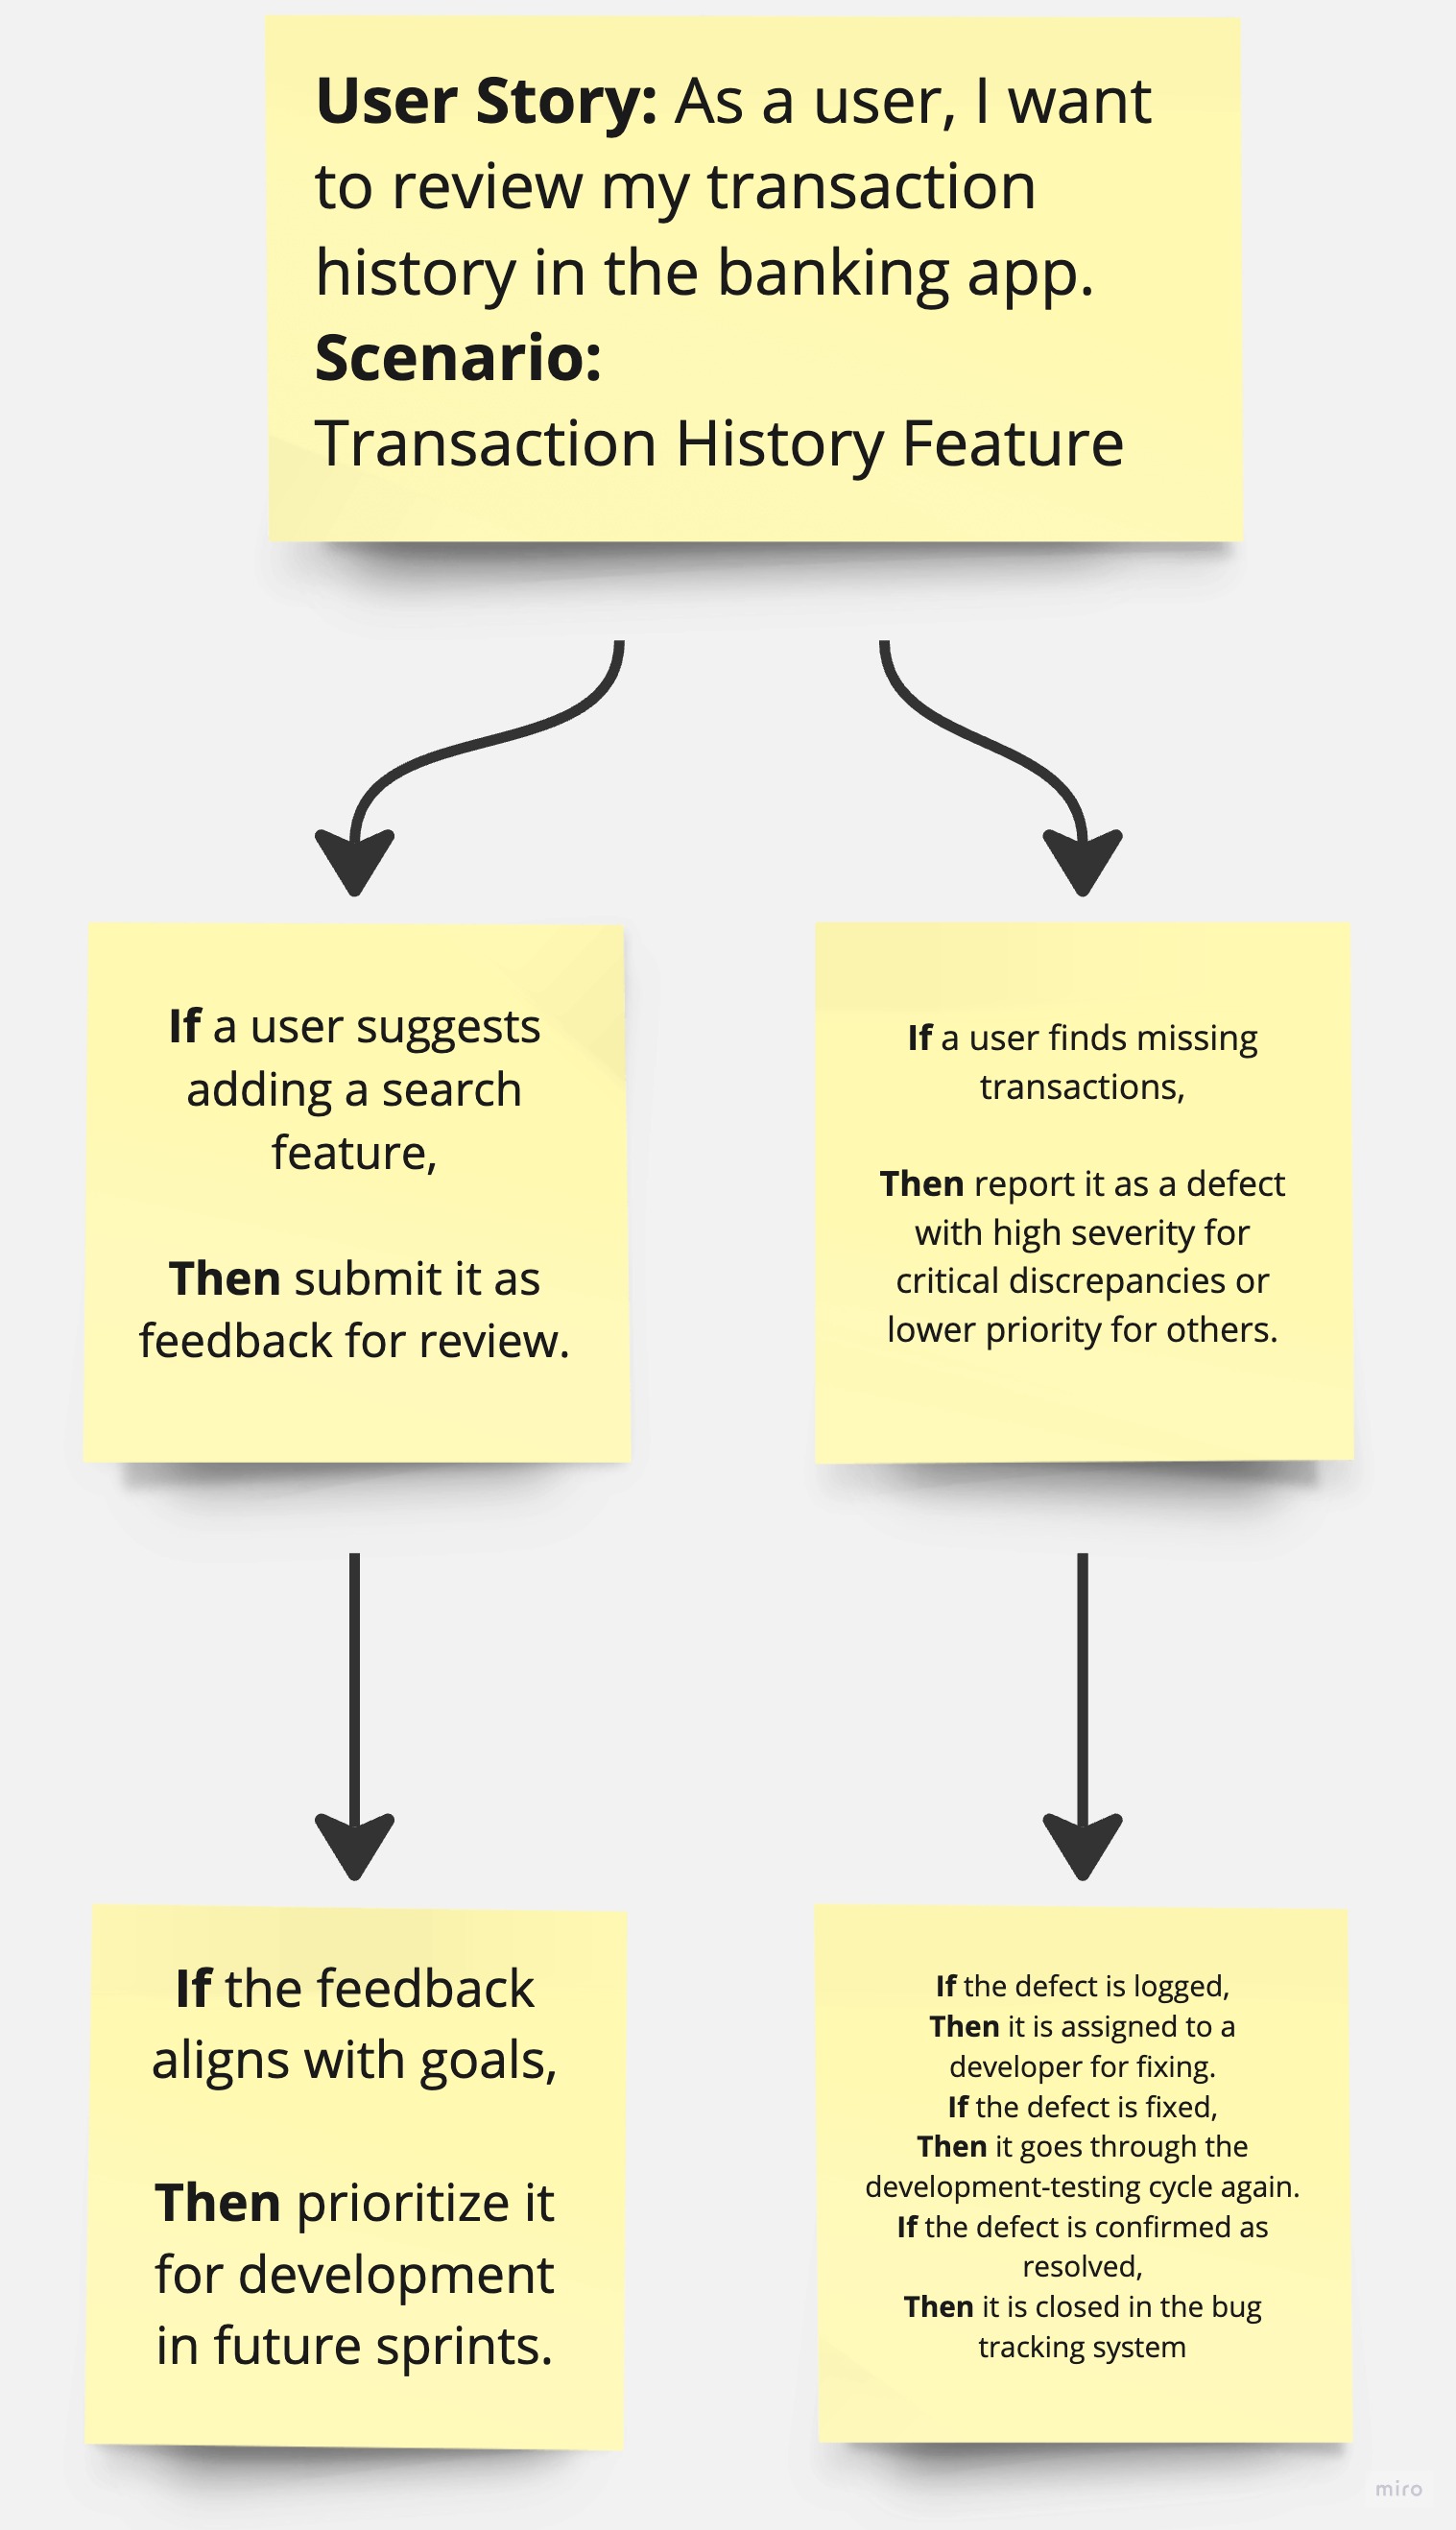 User Story: As a user, I want
to review my transaction
history in the banking app.
Scenario:
Transaction History Feature
If a user suggests
adding a search
feature,
Then submit it as
feedback for review.
If a user finds missing
transactions,
Then report it as a defect
with high severity for
critical discrepancies or
lower priority for others.
If the feedback
aligns with goals,
Then prioritize it
for development
in future sprints.
If the defect is logged,
Then it is assigned to a
developer for fixing.
If the defect is fixed,
Then it goes through the
development-testing cycle again.
If the defect is confirmed as
resolved,
Then it is closed in the bug
tracking system
miro